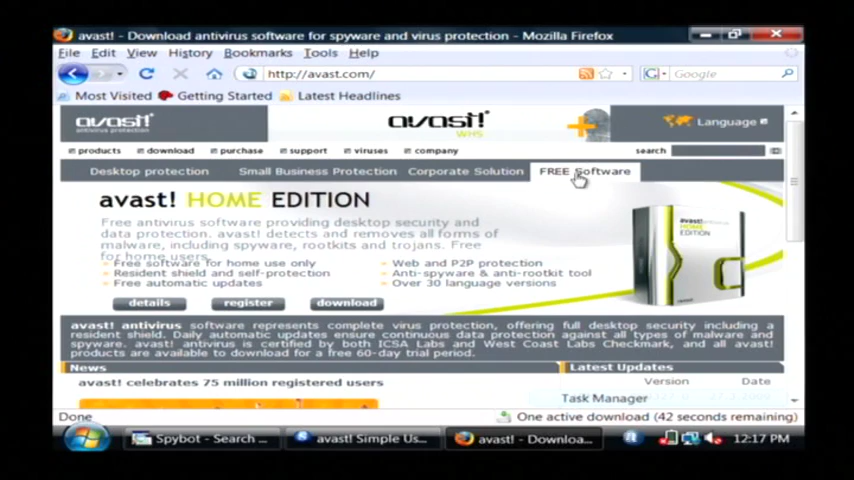 avast! - Download antivirus software for spyware and virus protection - Mozilla Firefox
File Edit View History Bookmarks Tools Help
http://avast.com/
Google
Most Visited Getting Started Latest Headlines
avast!
antivirus protection
avast!
WHS
Language
products download purchase support viruses company
search
Desktop protection Small Business Protection Corporate Solution FREE Software
avast! HOME EDITION
Free antivirus software providing desktop security and
data protection. avast! detects and removes all forms of
malware, including spyware, rootkits and trojans. Free
for home users.
Free software for home use only
Resident shield and self-protection
Free automatic updates
Web and P2P protection
Anti-spyware & anti-rootkit tool
Over 30 language versions
avast!
HOME
EDITION
details register download
avast! antivirus software represents complete virus protection, offering full desktop security including a
resident shield. Daily automatic updates ensure continuous data protection against all types of malware and
spyware. avast! antivirus is certified by both ICSA Labs and West Coast Labs Checkmark, and all avast!
products are available to download for a free 60-day trial period.
News
Latest Updates
avast! celebrates 75 million registered users
Version Date
Task Manager
Done
One active download (42 seconds remaining)
Spybot - Search ...
avast! Simple Us...
avast! - Downloa...
12:17 PM